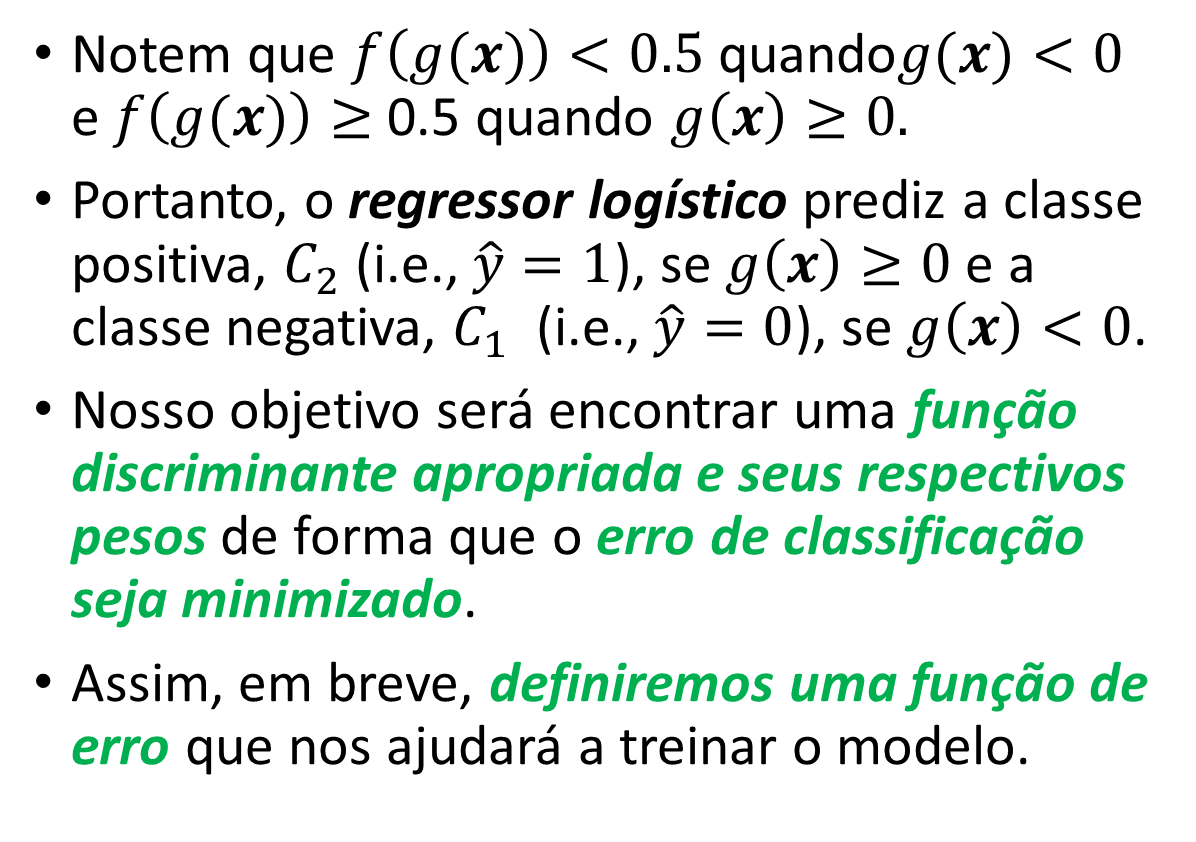 • Notem que f(g(x)) < 0.5 quandog(x) < 0
e f(g(x)) ≥ 0.5 quando g(x) ≥ 0.
• Portanto, o regressor logístico prediz a classe
positiva, C₂ (i.e., ŷ = 1), se g(x) ≥ 0 e a
classe negativa, C₁ (i.e., ŷ = 0), se g(x) < 0.
• Nosso objetivo será encontrar uma função
discriminante apropriada e seus respectivos
pesos de forma que o erro de classificação
seja minimizado.
• Assim, em breve, definiremos uma função de
erro que nos ajudará a treinar o modelo.